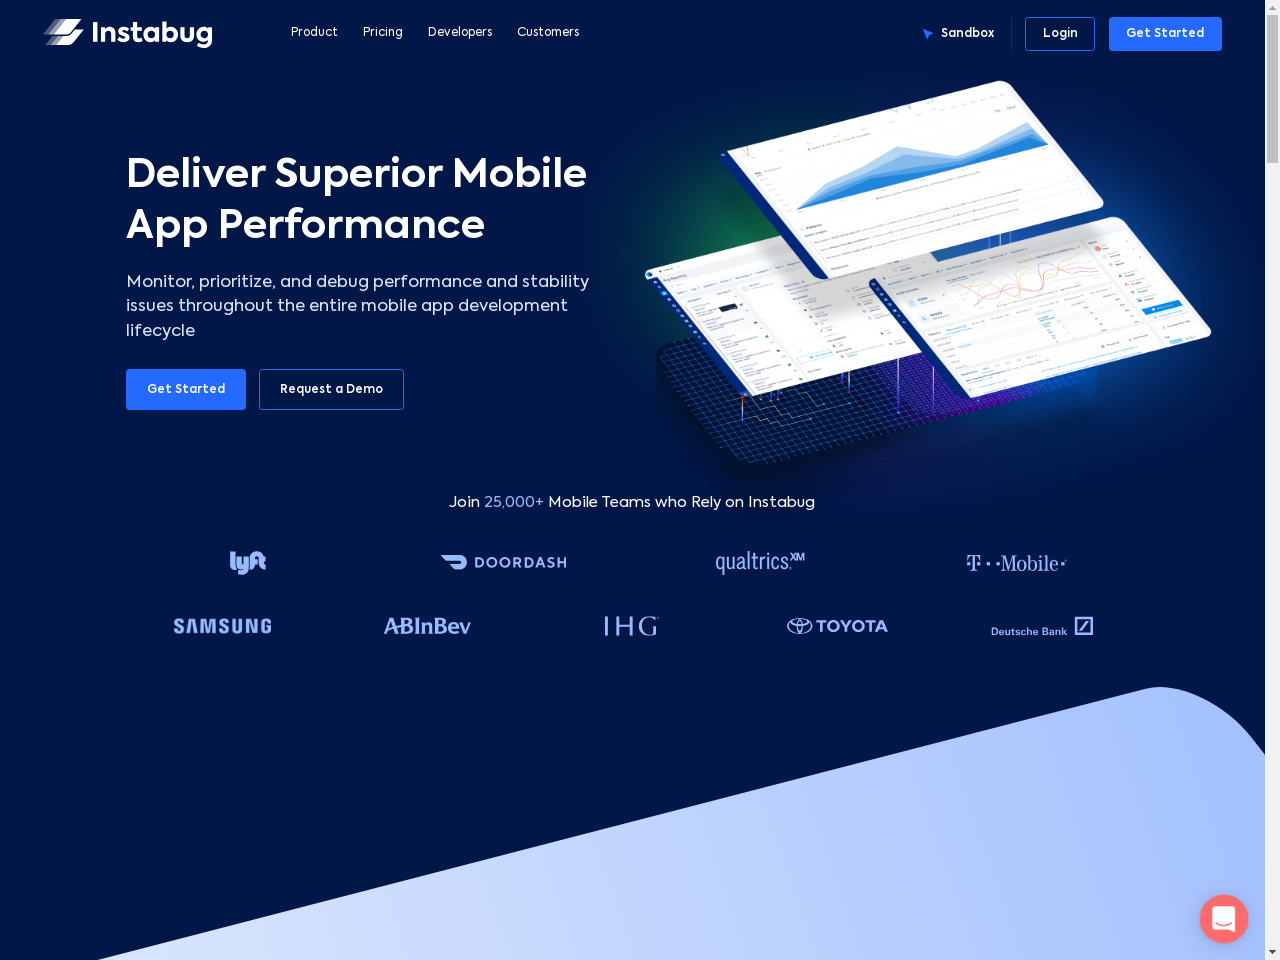 Instabug
Product Pricing Developers Customers
Sandbox Login Get Started
Deliver Superior Mobile
App Performance
Monitor, prioritize, and debug performance and stability
issues throughout the entire mobile app development
lifecycle
Get Started Request a Demo
Join 25,000+ Mobile Teams who Rely on Instabug
lyft DOORDASH qualtrics XM T Mobile
SAMSUNG ABInBev IHG TOYOTA Deutsche Bank